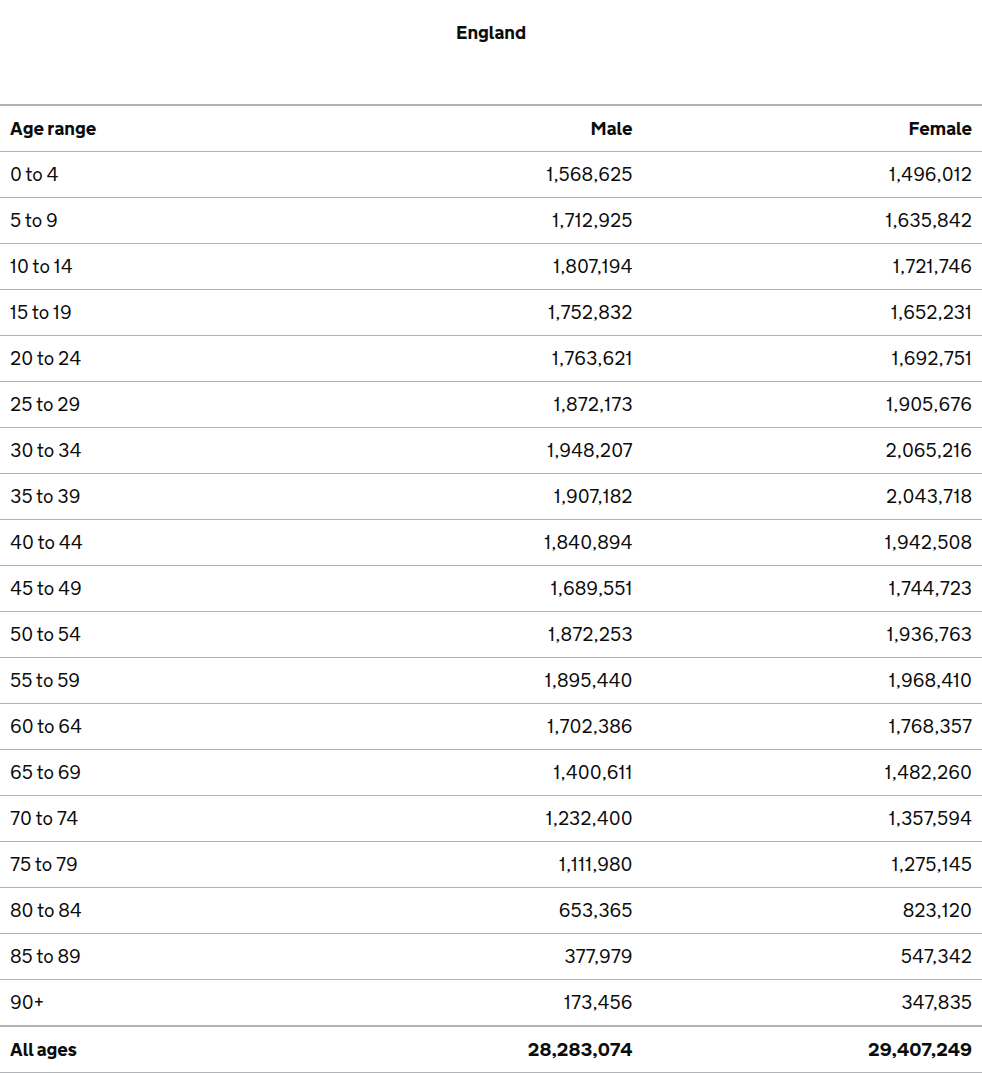 England
Age range Male Female
0 to 4 1,568,625 1,496,012
5 to 9 1,712,925 1,635,842
10 to 14 1,807,194 1,721,746
15 to 19 1,752,832 1,652,231
20 to 24 1,763,621 1,692,751
25 to 29 1,872,173 1,905,676
30 to 34 1,948,207 2,065,216
35 to 39 1,907,182 2,043,718
40 to 44 1,840,894 1,942,508
45 to 49 1,689,551 1,744,723
50 to 54 1,872,253 1,936,763
55 to 59 1,895,440 1,968,410
60 to 64 1,702,386 1,768,357
65 to 69 1,400,611 1,482,260
70 to 74 1,232,400 1,357,594
75 to 79 1,111,980 1,275,145
80 to 84 653,365 823,120
85 to 89 377,979 547,342
90+ 173,456 347,835
All ages 28,283,074 29,407,249